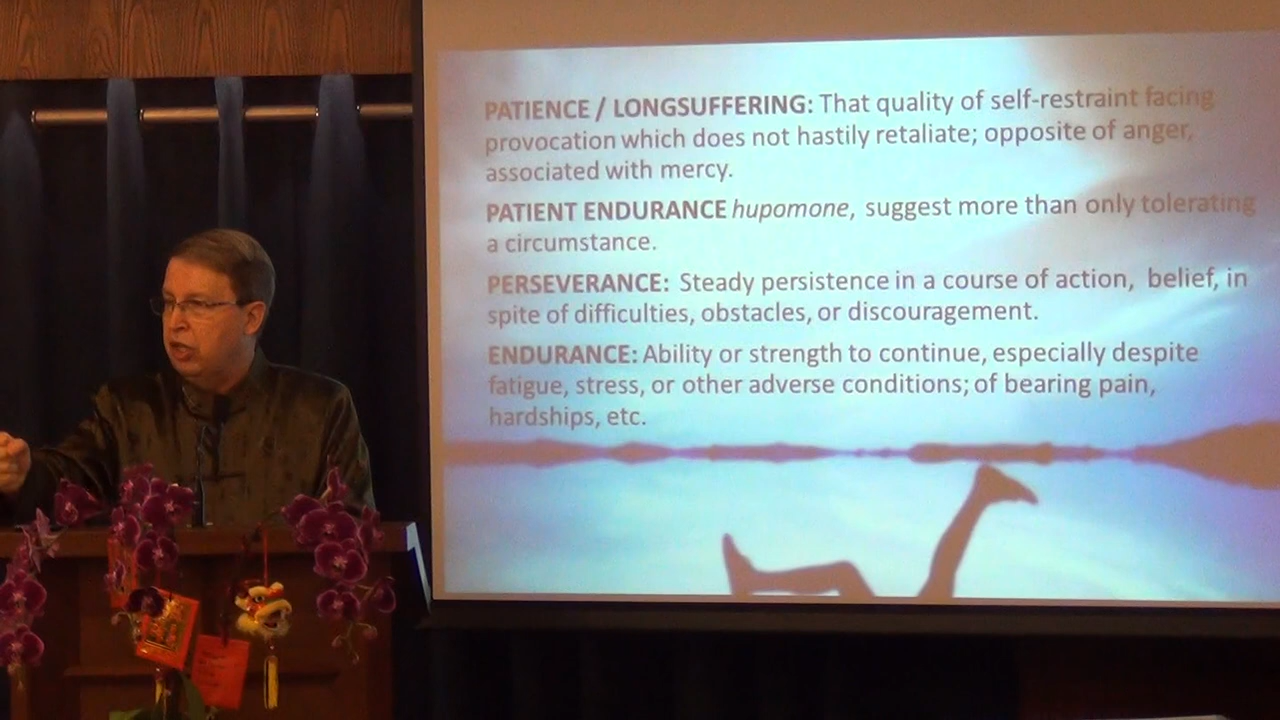 PATIENCE / LONGSUFFERING: That quality of self-restraint facing
provocation which does not hastily retaliate; opposite of anger,
associated with mercy.
PATIENT ENDURANCE hupomone, suggest more than only tolerating
a circumstance.
PERSEVERANCE: Steady persistence in a course of action, belief, in
spite of difficulties, obstacles, or discouragement.
ENDURANCE: Ability or strength to continue, especially despite
fatigue, stress, or other adverse conditions; of bearing pain,
hardships, etc.